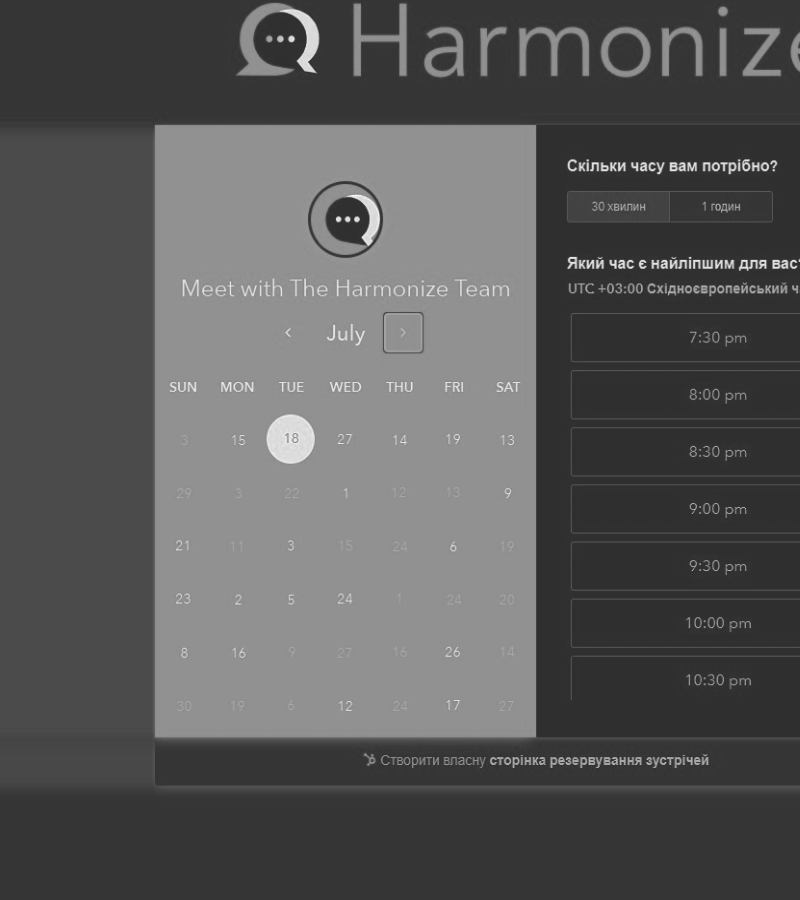 Harmonize
Meet with The Harmonize Team
July
SUN MON TUE WED THU FRI SAT
3 15 18 27 14 19 13
29 3 22 1 12 13 9
21 11 3 15 24 6 19
23 2 5 24 1 24 20
8 16 9 27 16 26 14
30 19 6 12 24 17 27
Скільки часу вам потрібно?
30 хвилин 1 годин
Який час є найліпшим для вас?
UTC +03:00 Східноєвропейський
7:30 pm
8:00 pm
8:30 pm
9:00 pm
9:30 pm
10:00 pm
10:30 pm
Створити власну сторінка резервування зустрічей